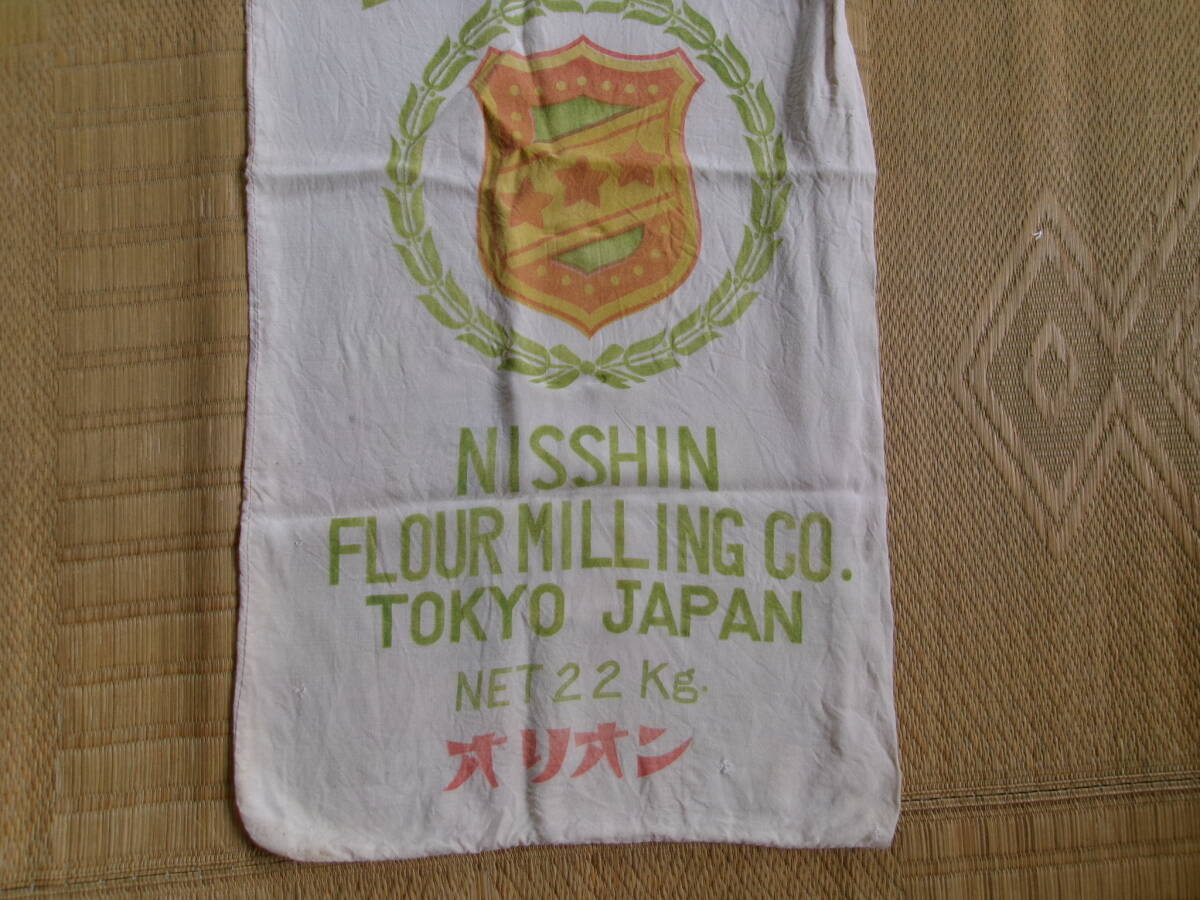 NISSHIN
FLOUR MILLING CO.
TOKYO JAPAN
NET 22 Kg.
オリオン